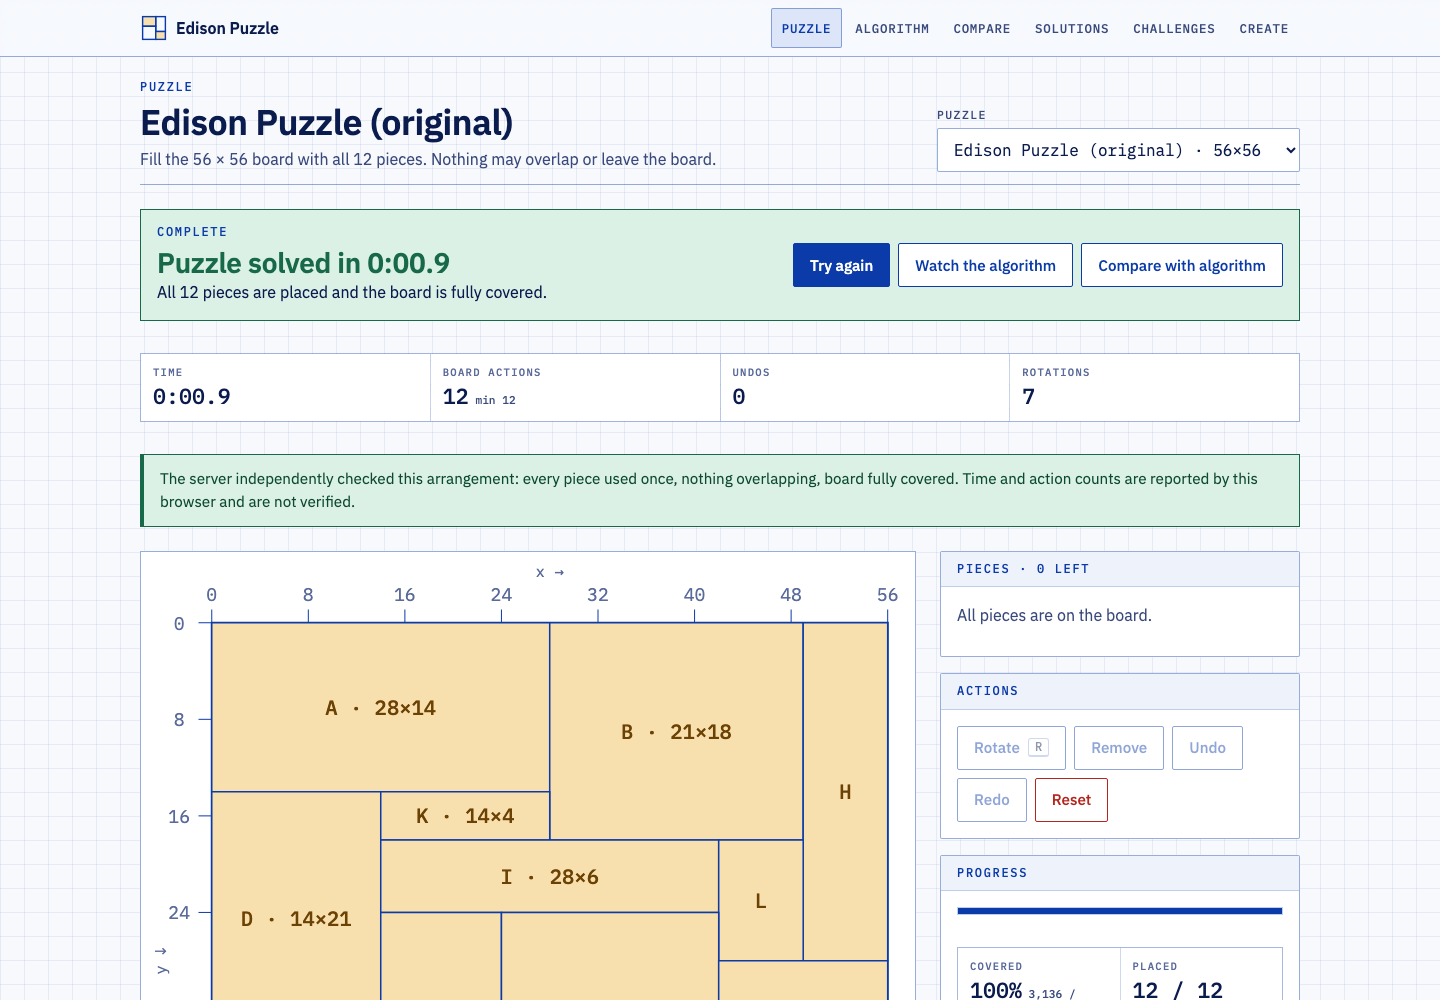 Edison Puzzle
PUZZLE
ALGORITHM
COMPARE
SOLUTIONS
CHALLENGES
CREATE
PUZZLE
Edison Puzzle (original)
Fill the 56 × 56 board with all 12 pieces. Nothing may overlap or leave the board.
PUZZLE
Edison Puzzle (original) · 56×56
COMPLETE
Puzzle solved in 0:00.9
All 12 pieces are placed and the board is fully covered.
Try again
Watch the algorithm
Compare with algorithm
TIME
0:00.9
BOARD ACTIONS
12 min 12
UNDOS
0
ROTATIONS
7
The server independently checked this arrangement: every piece used once, nothing overlapping, board fully covered. Time and action counts are reported by this
browser and are not verified.
x →
0 8 16 24 32 40 48 56
0
8
16
24
y →
A · 28×14
B · 21×18
H
K · 14×4
I · 28×6
L
D · 14×21
PIECES · 0 LEFT
All pieces are on the board.
ACTIONS
Rotate R
Remove
Undo
Redo
Reset
PROGRESS
COVERED
100% 3,136 /
PLACED
12 / 12